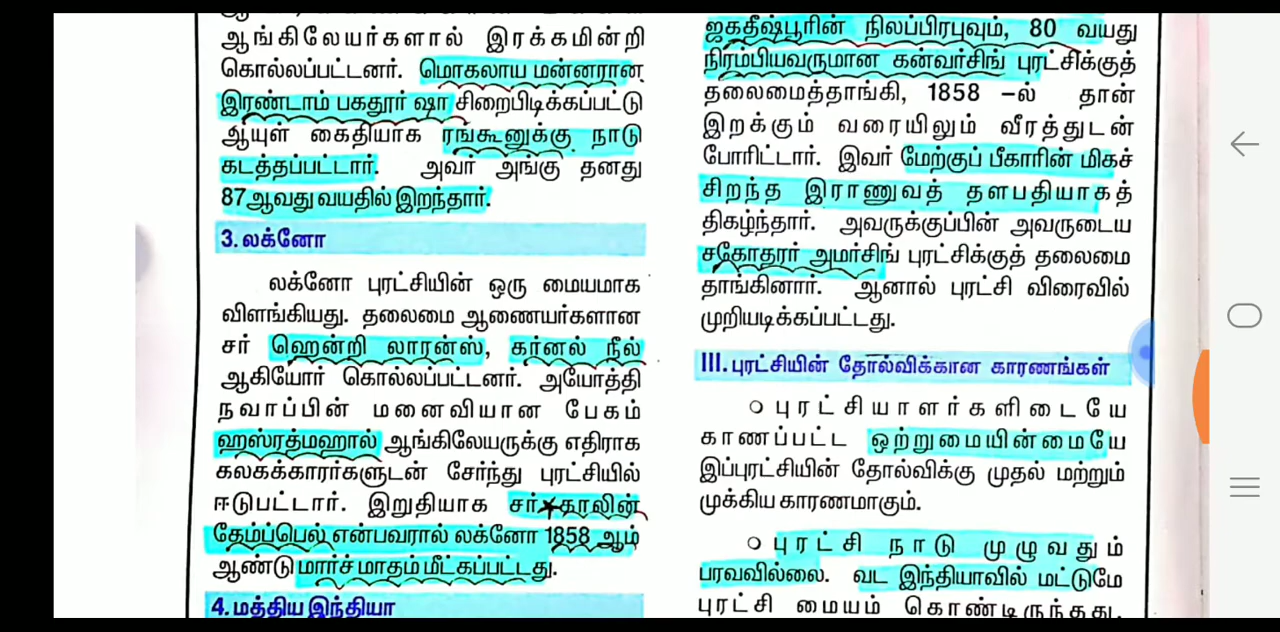 ஆங்கிலேயர்களால் இரக்கமின்றி
கொல்லப்பட்டனர். மொகலாய மன்னரான
இரண்டாம் பகதூர் ஷா சிறைபிடிக்கப்பட்டு
ஆயுள் கைதியாக ரங்கூனுக்கு நாடு
கடத்தப்பட்டார். அவர் அங்கு தனது
87ஆவது வயதில் இறந்தார்.
3. லக்னோ
லக்னோ புரட்சியின் ஒரு மையமாக
விளங்கியது. தலைமை ஆணையர்களான
சர் ஹென்றி லாரன்ஸ், கர்னல் நீல்
ஆகியோர் கொல்லப்பட்டனர். அயோத்தி
நவாப்பின் மனைவியான பேகம்
ஹஸ்ரத்மஹால் ஆங்கிலேயருக்கு எதிராக
கலகக்காரர்களுடன் சேர்ந்து புரட்சியில்
ஈடுபட்டார். இறுதியாக சர் காலின்
கேம்ப்பெல் என்பவரால் லக்னோ 1858 ஆம்
ஆண்டு மார்ச் மாதம் மீட்கப்பட்டது.
4. மத்திய இந்தியா
ஜகதீஷ்பூரின் நிலப்பிரபுவும், 80 வயது
நிரம்பியவருமான கன்வர்சிங் புரட்சிக்குத்
தலைமைத்தாங்கி, 1858 –ல் தான்
இறக்கும் வரையிலும் வீரத்துடன்
போரிட்டார். இவர் மேற்குப் பீகாரின் மிகச்
சிறந்த இராணுவத் தளபதியாகத்
திகழ்ந்தார். அவருக்குப்பின் அவருடைய
சகோதரர் அமர்சிங் புரட்சிக்குத் தலைமை
தாங்கினார். ஆனால் புரட்சி விரைவில்
முறியடிக்கப்பட்டது.
III. புரட்சியின் தோல்விக்கான காரணங்கள்
○ புரட்சியாளர்களிடையே
காணப்பட்ட ஒற்றுமையின்மையே
இப்புரட்சியின் தோல்விக்கு முதல் மற்றும்
முக்கிய காரணமாகும்.
○ புரட்சி நாடு முழுவதும்
பரவவில்லை. வட இந்தியாவில் மட்டுமே
புரட்சி மையம் கொண்டிருந்தது.